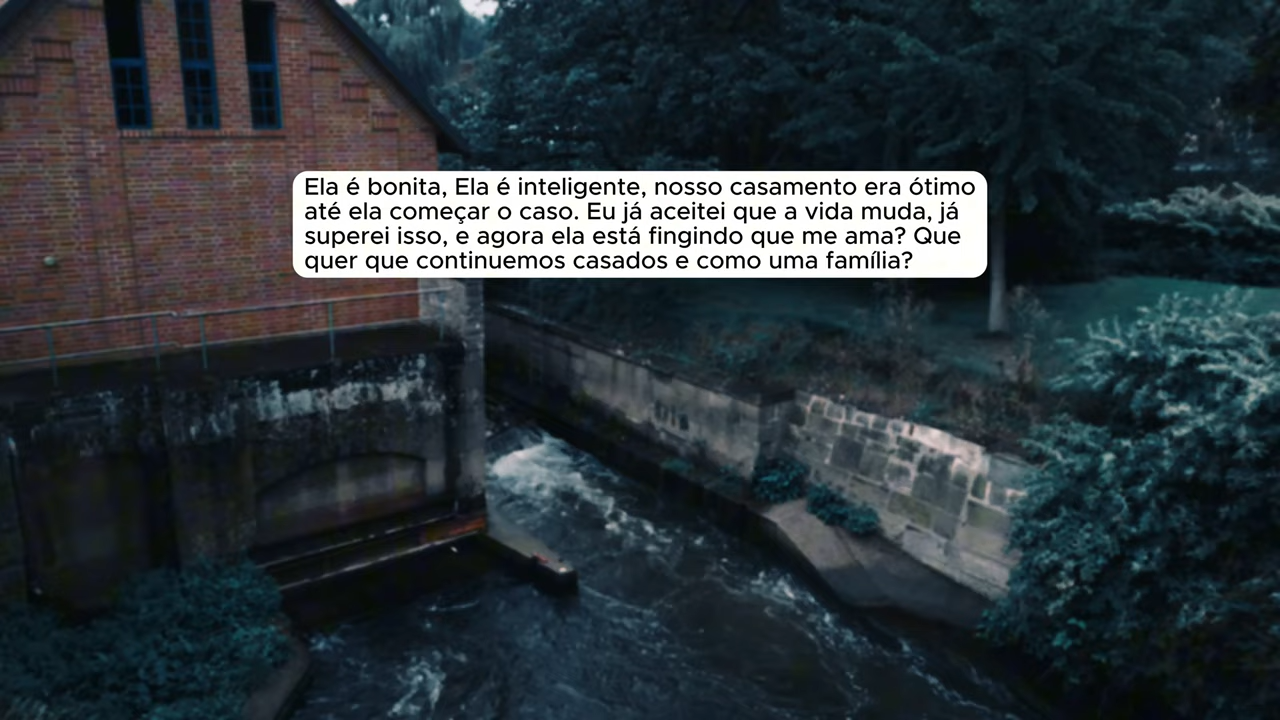 Ela é bonita, Ela é inteligente, nosso casamento era ótimo
até ela começar o caso. Eu já aceitei que a vida muda, já
superei isso, e agora ela está fingindo que me ama? Que
quer que continuemos casados e como uma família?